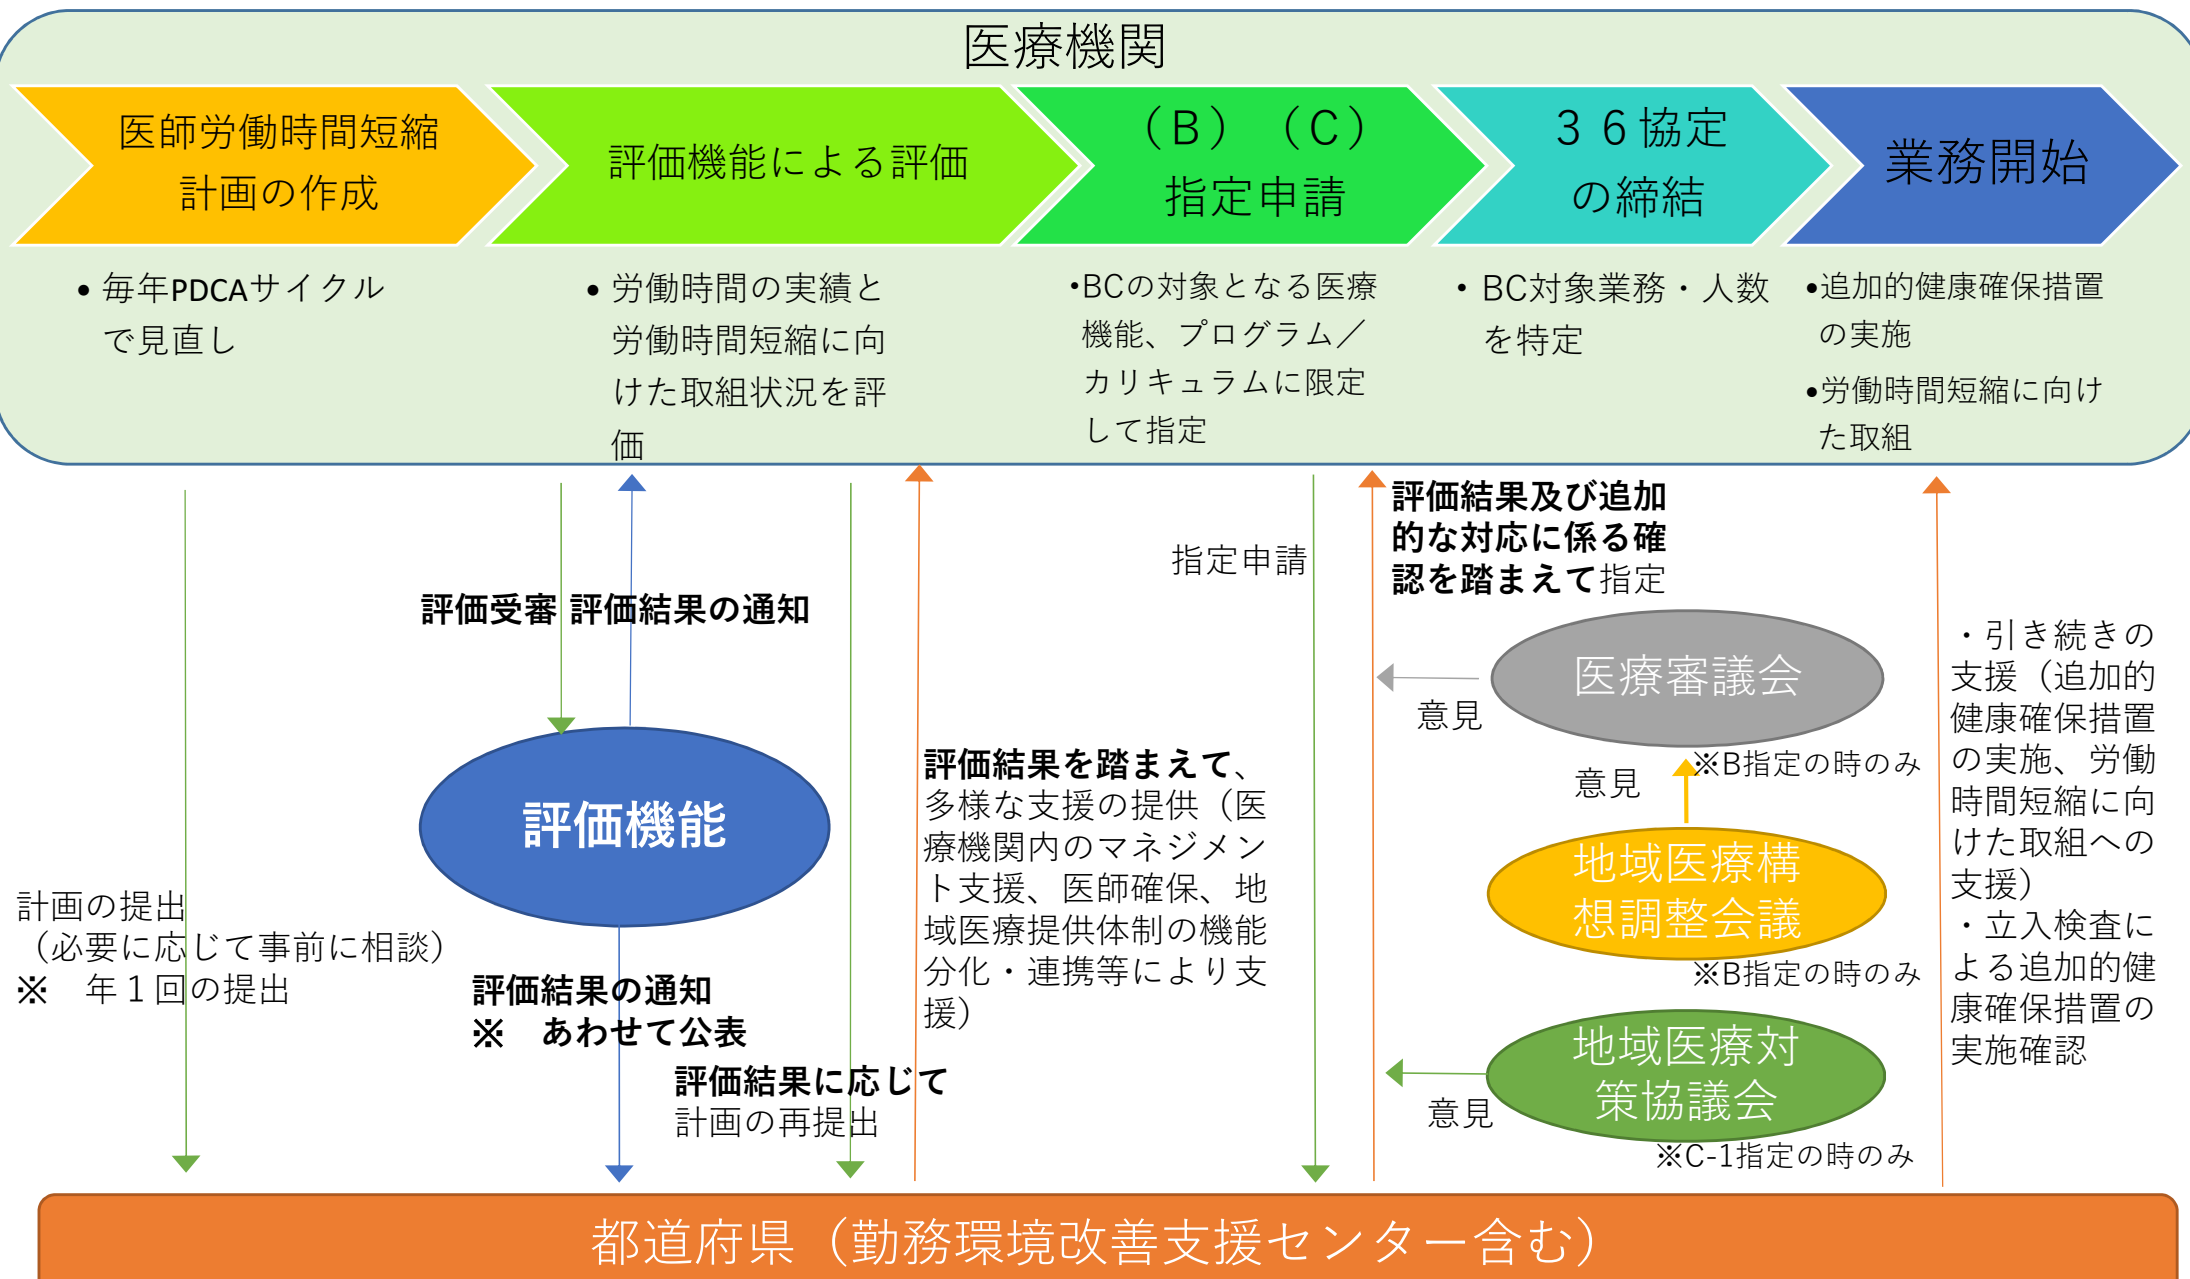 医療機関
医師労働時間短縮
計画の作成
評価機能による評価
（B）（C）
指定申請
３６協定
の締結
業務開始
• 毎年PDCAサイクル
で見直し
• 労働時間の実績と
労働時間短縮に向
けた取組状況を評
価
•BCの対象となる医療
機能、プログラム／
カリキュラムに限定
して指定
• BC対象業務・人数
を特定
•追加的健康確保措置
の実施
•労働時間短縮に向け
た取組
評価受審
評価結果の通知
評価機能
計画の提出
（必要に応じて事前に相談）
※　年１回の提出
評価結果の通知
※　あわせて公表
評価結果に応じて
計画の再提出
評価結果を踏まえて、
多様な支援の提供（医
療機関内のマネジメン
ト支援、医師確保、地
域医療提供体制の機能
分化・連携等により支
援）
指定申請
評価結果及び追加
的な対応に係る確
認を踏まえて指定
医療審議会
意見
※B指定の時のみ
意見
地域医療構
想調整会議
※B指定の時のみ
地域医療対
策協議会
意見
※C-1指定の時のみ
・引き続きの
支援（追加的
健康確保措置
の実施、労働
時間短縮に向
けた取組への
支援）
・立入検査に
よる追加的健
康確保措置の
実施確認
都道府県（勤務環境改善支援センター含む）